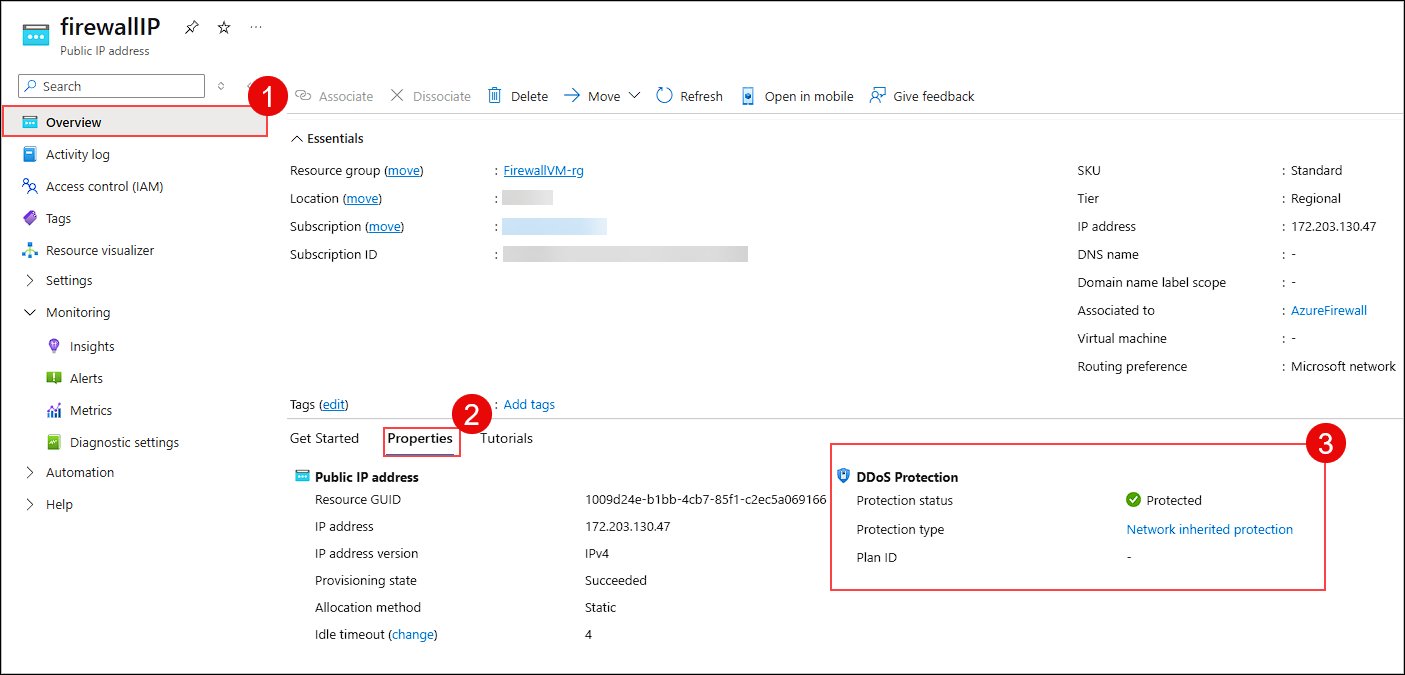 firewallIP
...
Public IP address
Search
1
Associate Dissociate Delete Move Refresh Open in mobile Give feedback
Overview
Activity log
Access control (IAM)
Tags
Resource visualizer
Settings
Monitoring
Insights
Alerts
Metrics
Diagnostic settings
Automation
Help
Essentials
Resource group (move) : FirewallVM-rg
Location (move) :
Subscription (move) :
Subscription ID :
SKU : Standard
Tier : Regional
IP address : 172.203.130.47
DNS name : -
Domain name label scope : -
Associated to : AzureFirewall
Virtual machine : -
Routing preference : Microsoft network
Tags (edit) : Add tags
2
Get Started Properties Tutorials
Public IP address
Resource GUID 1009d24e-b1bb-4cb7-85f1-c2ec5a069166
IP address 172.203.130.47
IP address version IPv4
Provisioning state Succeeded
Allocation method Static
Idle timeout (change) 4
3
DDoS Protection
Protection status Protected
Protection type Network inherited protection
Plan ID -